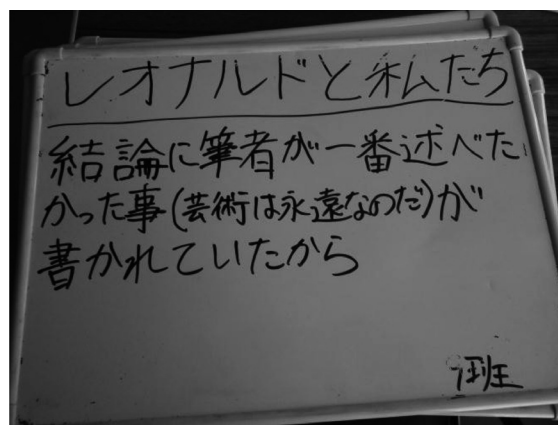 レオナルドと私たち
結論に筆者が一番述べた
かった事(芸術は永遠なのだ)が
書かれていたから
7班